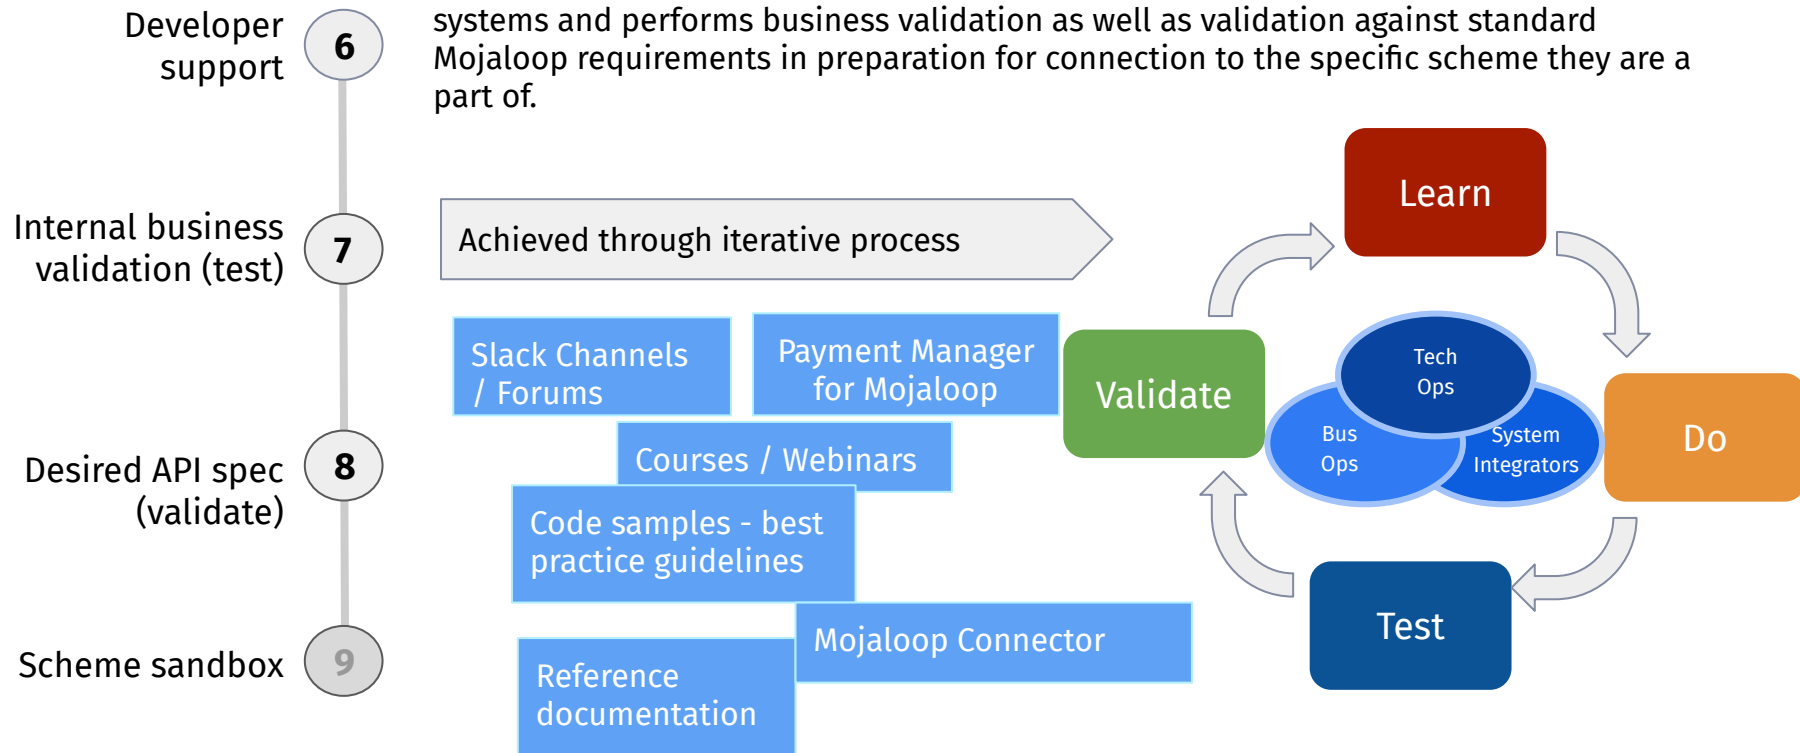 Developer
support
6
systems and performs business validation as well as validation against standard
Mojaloop requirements in preparation for connection to the specific scheme they are a
part of.
Internal business
validation (test)
7
Desired API spec
(validate)
8
Scheme sandbox
9
Achieved through iterative process
Slack Channels
/ Forums
Payment Manager
for Mojaloop
Courses / Webinars
Code samples - best
practice guidelines
Mojaloop Connector
Reference
documentation
Learn
Validate
Tech
Ops
Bus
Ops
System
Integrators
Do
Test